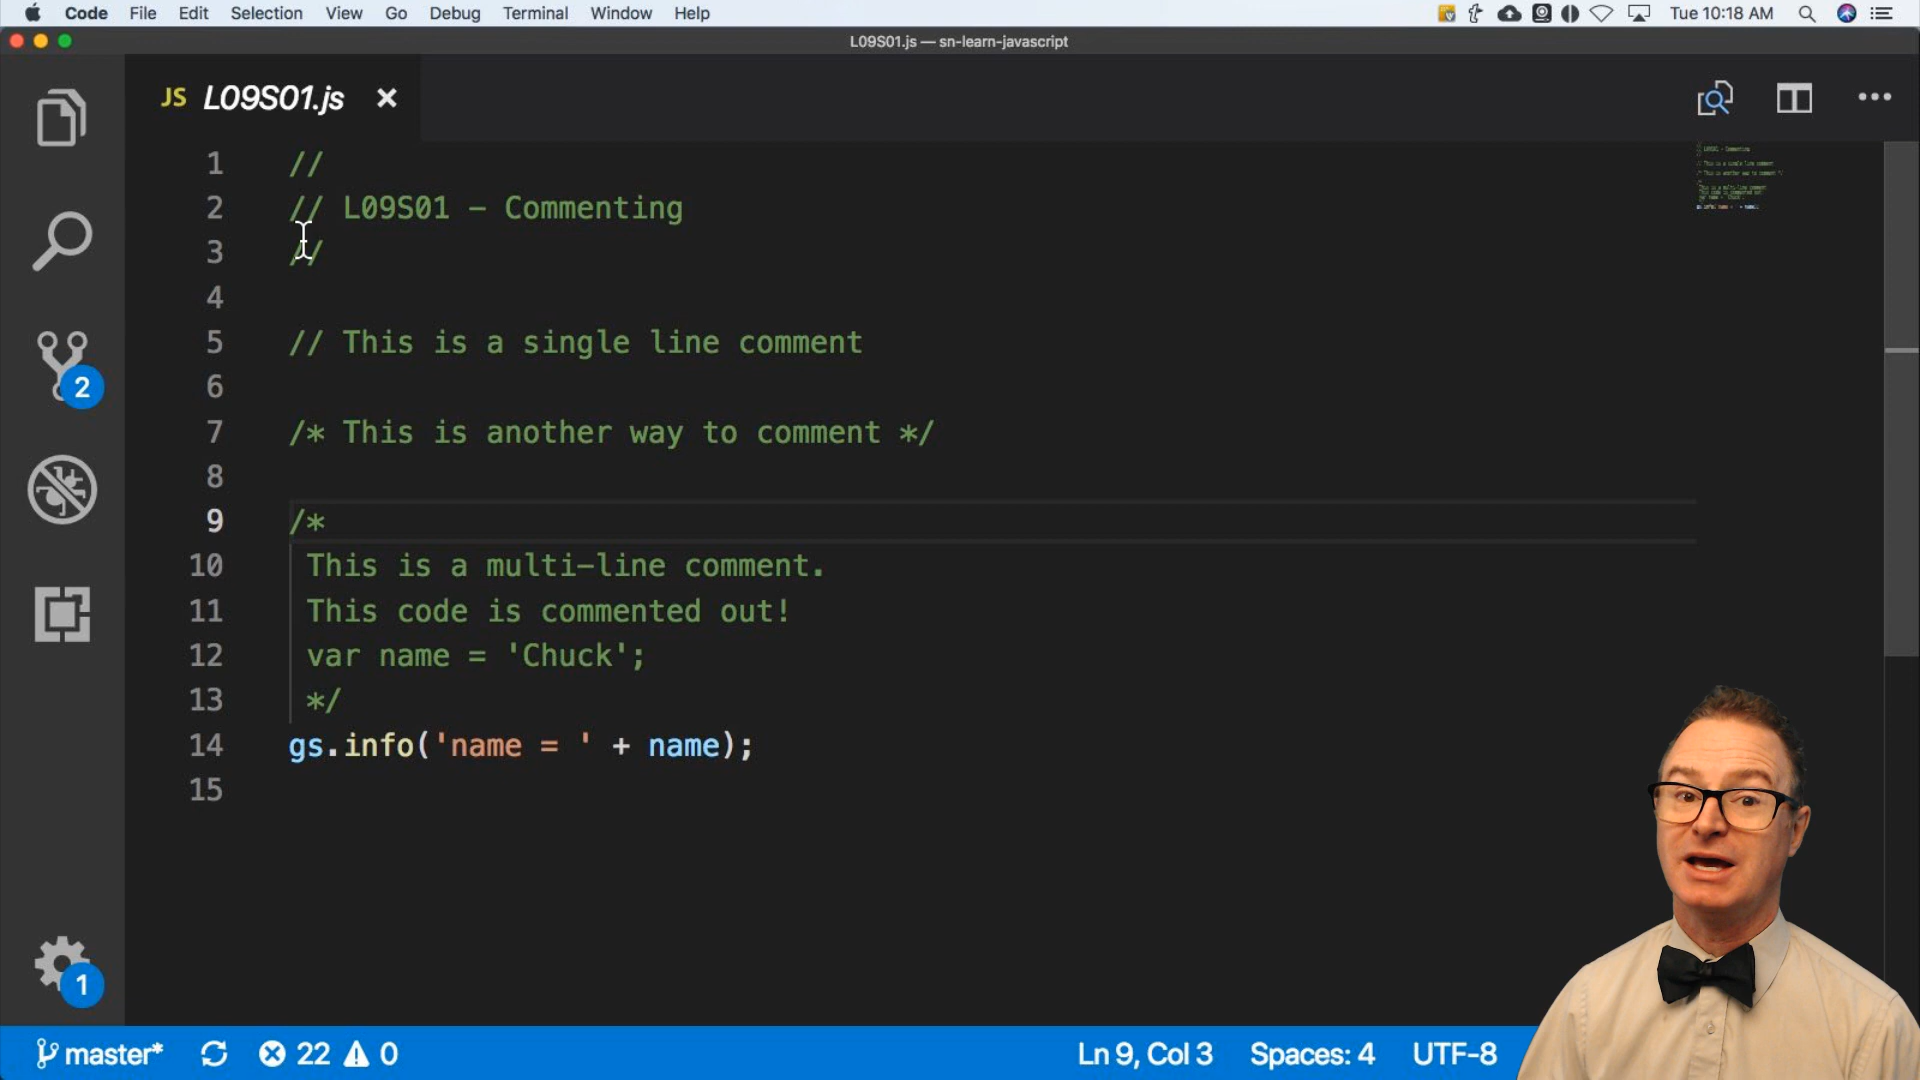 Code File Edit Selection View Go Debug Terminal Window Help Tue 10:18 AM
L09S01.js — sn-learn-javascript
JS L09S01.js
1 //
2 // L09S01 - Commenting
3 //
4
5 // This is a single line comment
6
7 /* This is another way to comment */
8
9 /*
10 This is a multi-line comment.
11 This code is commented out!
12 var name = 'Chuck';
13 */
14 gs.info('name = ' + name);
15
2
1
master* 22 0 Ln 9, Col 3 Spaces: 4 UTF-8